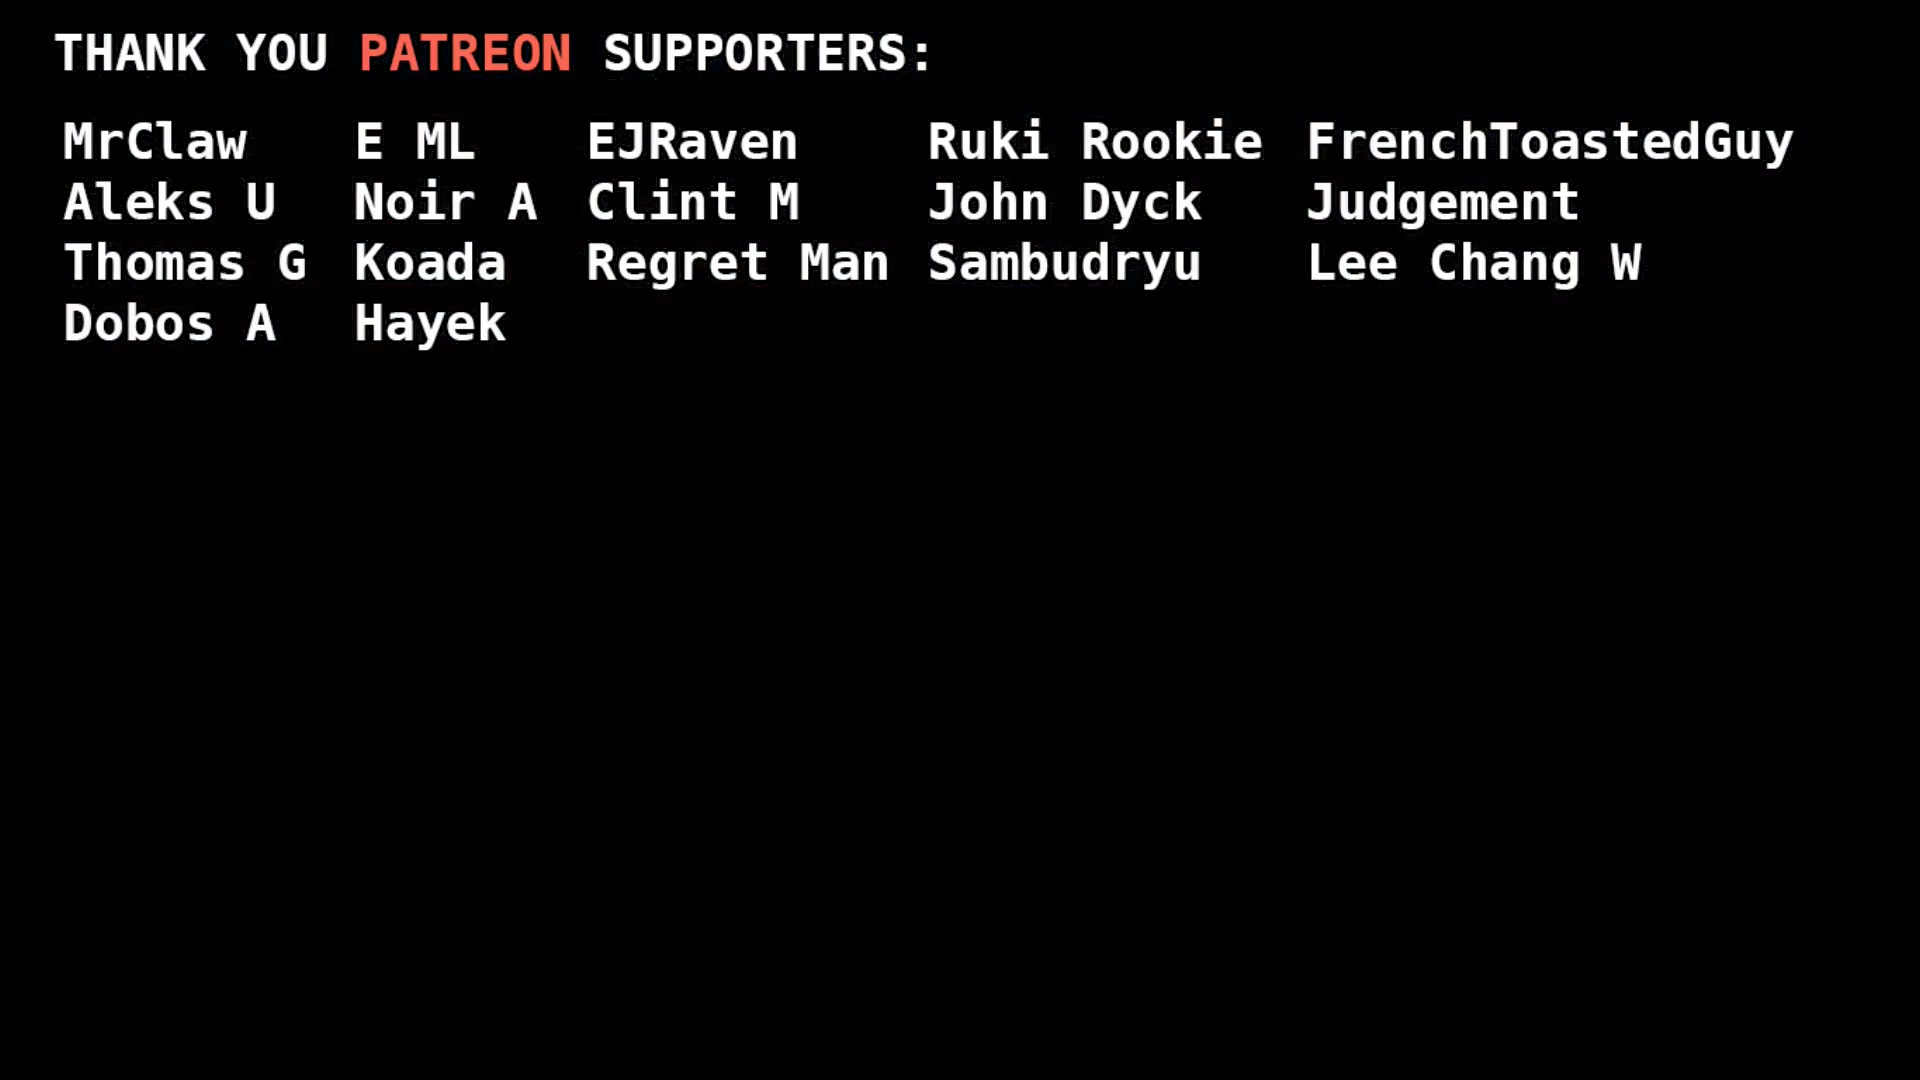 THANK YOU PATREON SUPPORTERS:
MrClaw E ML EJRaven Ruki Rookie FrenchToastedGuy
Aleks U Noir A Clint M John Dyck Judgement
Thomas G Koada Regret Man Sambudryu Lee Chang W
Dobos A Hayek